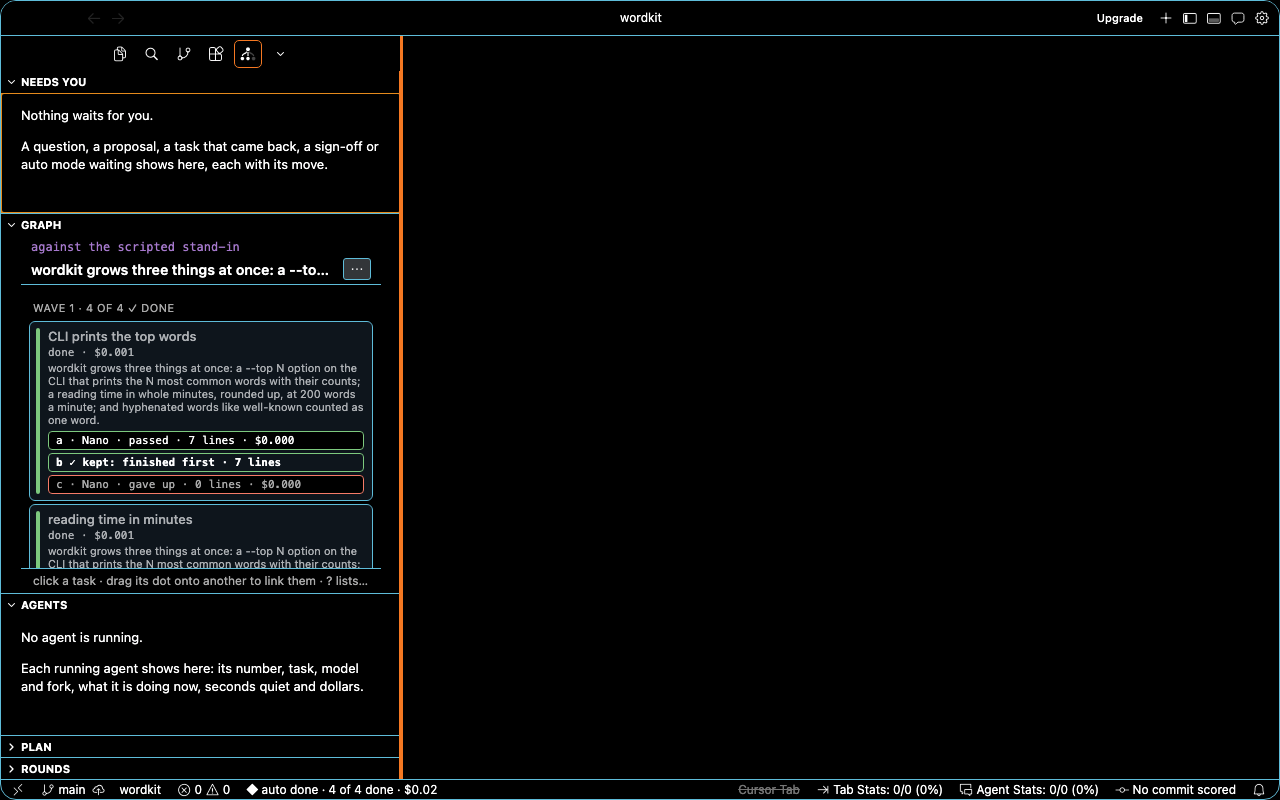 wordkit
Upgrade
NEEDS YOU
Nothing waits for you.
A question, a proposal, a task that came back, a sign-off or
auto mode waiting shows here, each with its move.
GRAPH
against the scripted stand-in
wordkit grows three things at once: a --to...
WAVE 1 · 4 OF 4 ✓ DONE
CLI prints the top words
done · $0.001
wordkit grows three things at once: a --top N option on the
CLI that prints the N most common words with their counts;
a reading time in whole minutes, rounded up, at 200 words
a minute; and hyphenated words like well-known counted as
one word.
a · Nano · passed · 7 lines · $0.000
b ✓ kept: finished first · 7 lines
c · Nano · gave up · 0 lines · $0.000
reading time in minutes
done · $0.001
wordkit grows three things at once: a --top N option on the
CLI that prints the N most common words with their counts;
click a task · drag its dot onto another to link them · ? lists...
AGENTS
No agent is running.
Each running agent shows here: its number, task, model
and fork, what it is doing now, seconds quiet and dollars.
PLAN
ROUNDS
main wordkit 0 0 auto done · 4 of 4 done · $0.02 Cursor Tab Tab Stats: 0/0 (0%) Agent Stats: 0/0 (0%) No commit scored